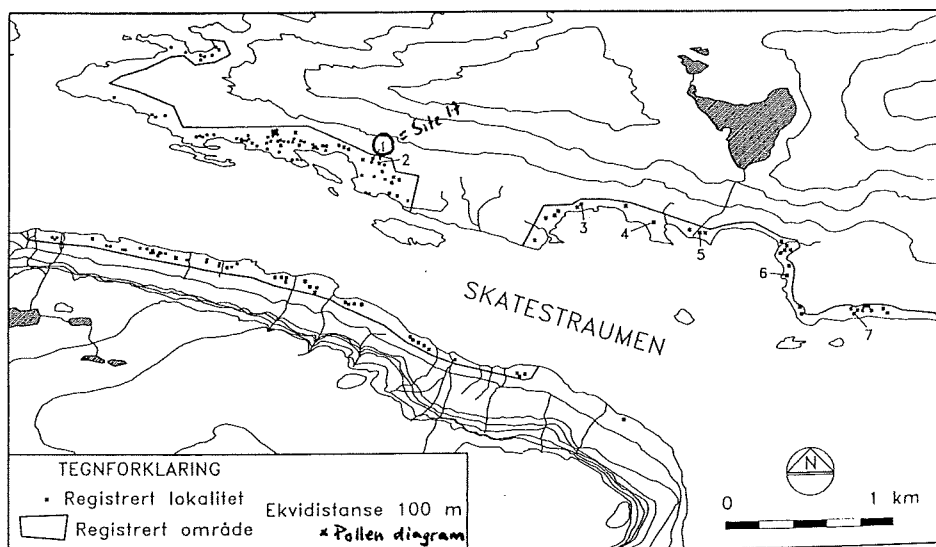 = Site 17
1
2
3
4
5
6
7
SKATESTRAUMEN
TEGNFORKLARING
Registrert lokalitet
Registrert område
Ekvidistanse 100 m
x Pollen diagram
N
0 1 km